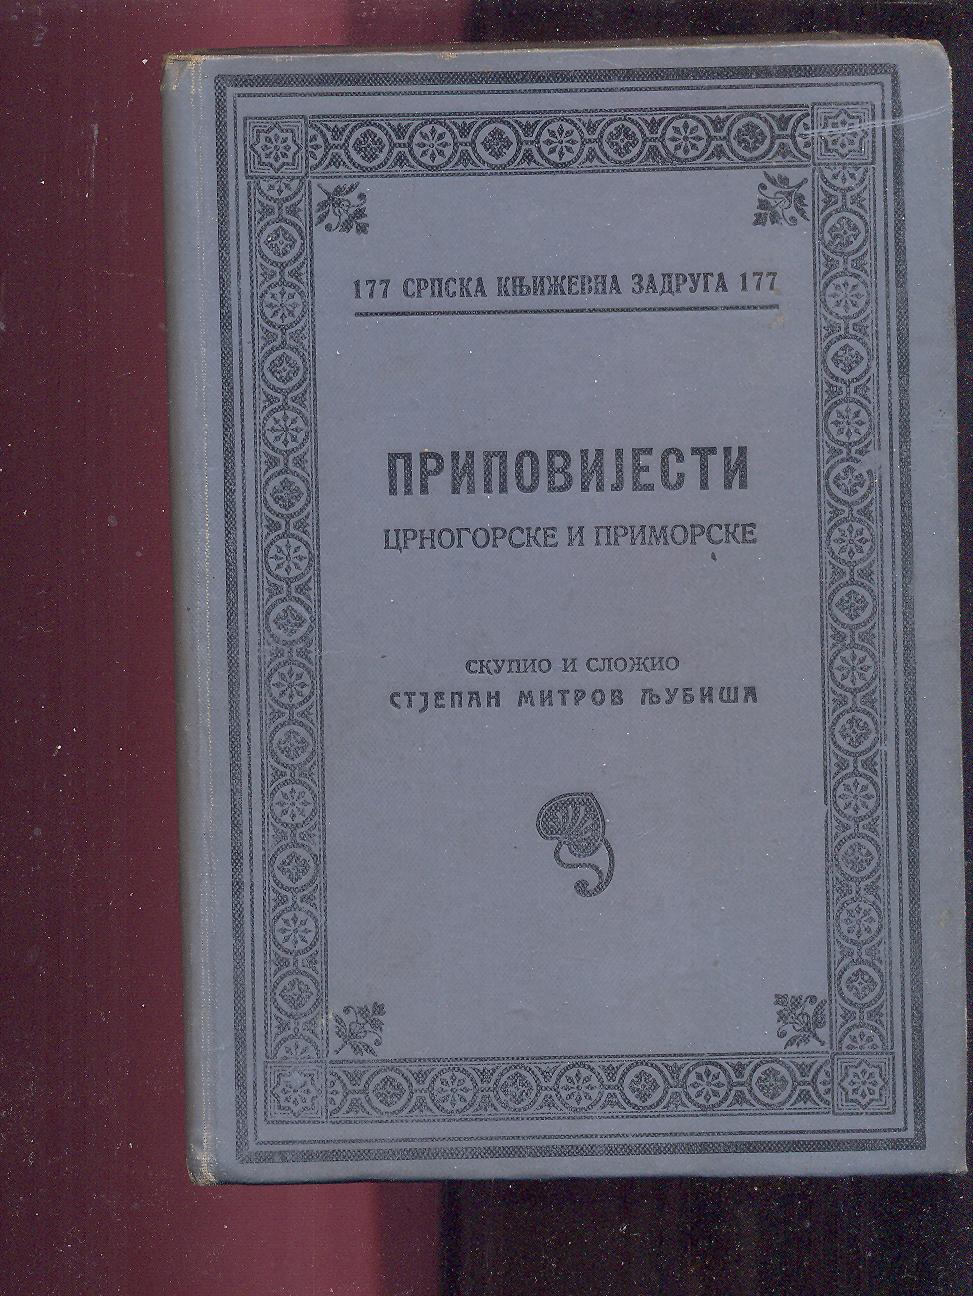 177 СРПСКА КЊИЖЕВНА ЗАДРУГА 177
ПРИПОВИЈЕСТИ
ЦРНОГОРСКЕ И ПРИМОРСКЕ
СКУПИО И СЛОЖИО
СТЈЕПАН МИТРОВ ЉУБИША